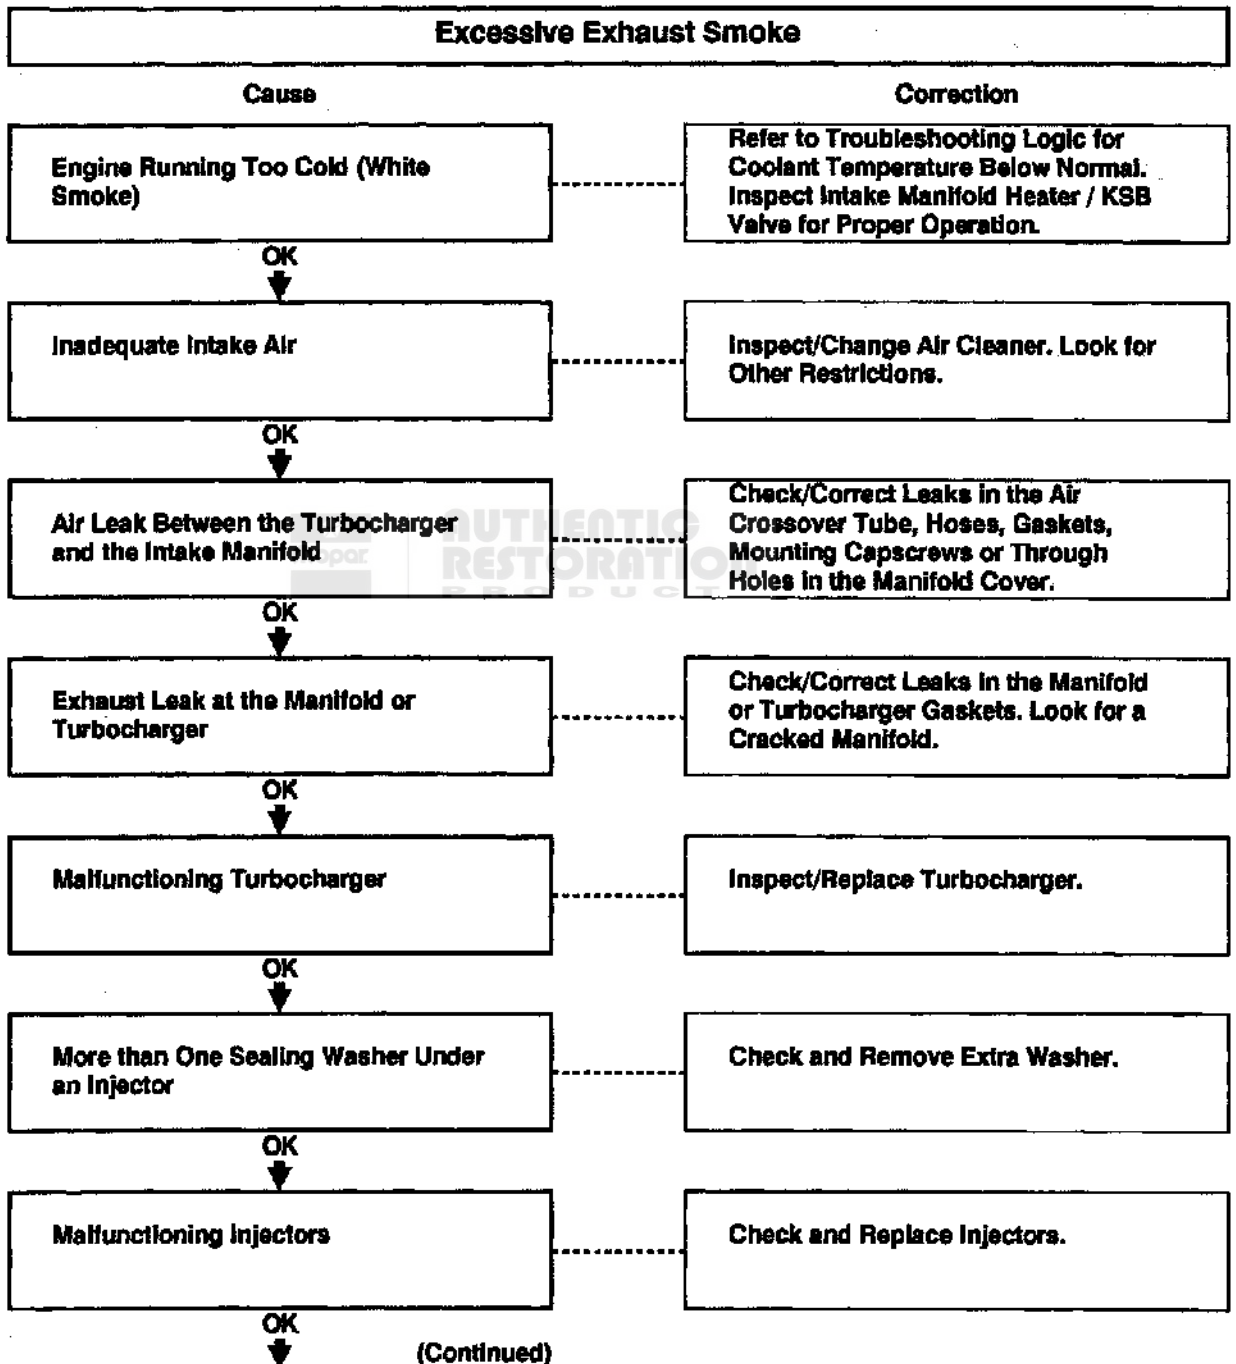 Excessive Exhaust Smoke
Cause
Correction
Engine Running Too Cold (White
Smoke)
Refer to Troubleshooting Logic for
Coolant Temperature Below Normal.
Inspect Intake Manifold Heater / KSB
Valve for Proper Operation.
OK
Inadequate Intake Air
Inspect/Change Air Cleaner. Look for
Other Restrictions.
OK
Air Leak Between the Turbocharger
and the Intake Manifold
Check/Correct Leaks in the Air
Crossover Tube, Hoses, Gaskets,
Mounting Capscrews or Through
Holes in the Manifold Cover.
mopar
AUTHENTIC
RESTORATION
PRODUCT
OK
Exhaust Leak at the Manifold or
Turbocharger
Check/Correct Leaks in the Manifold
or Turbocharger Gaskets. Look for a
Cracked Manifold.
OK
Malfunctioning Turbocharger
Inspect/Replace Turbocharger.
OK
More than One Sealing Washer Under
an Injector
Check and Remove Extra Washer.
OK
Malfunctioning Injectors
Check and Replace Injectors.
OK
(Continued)